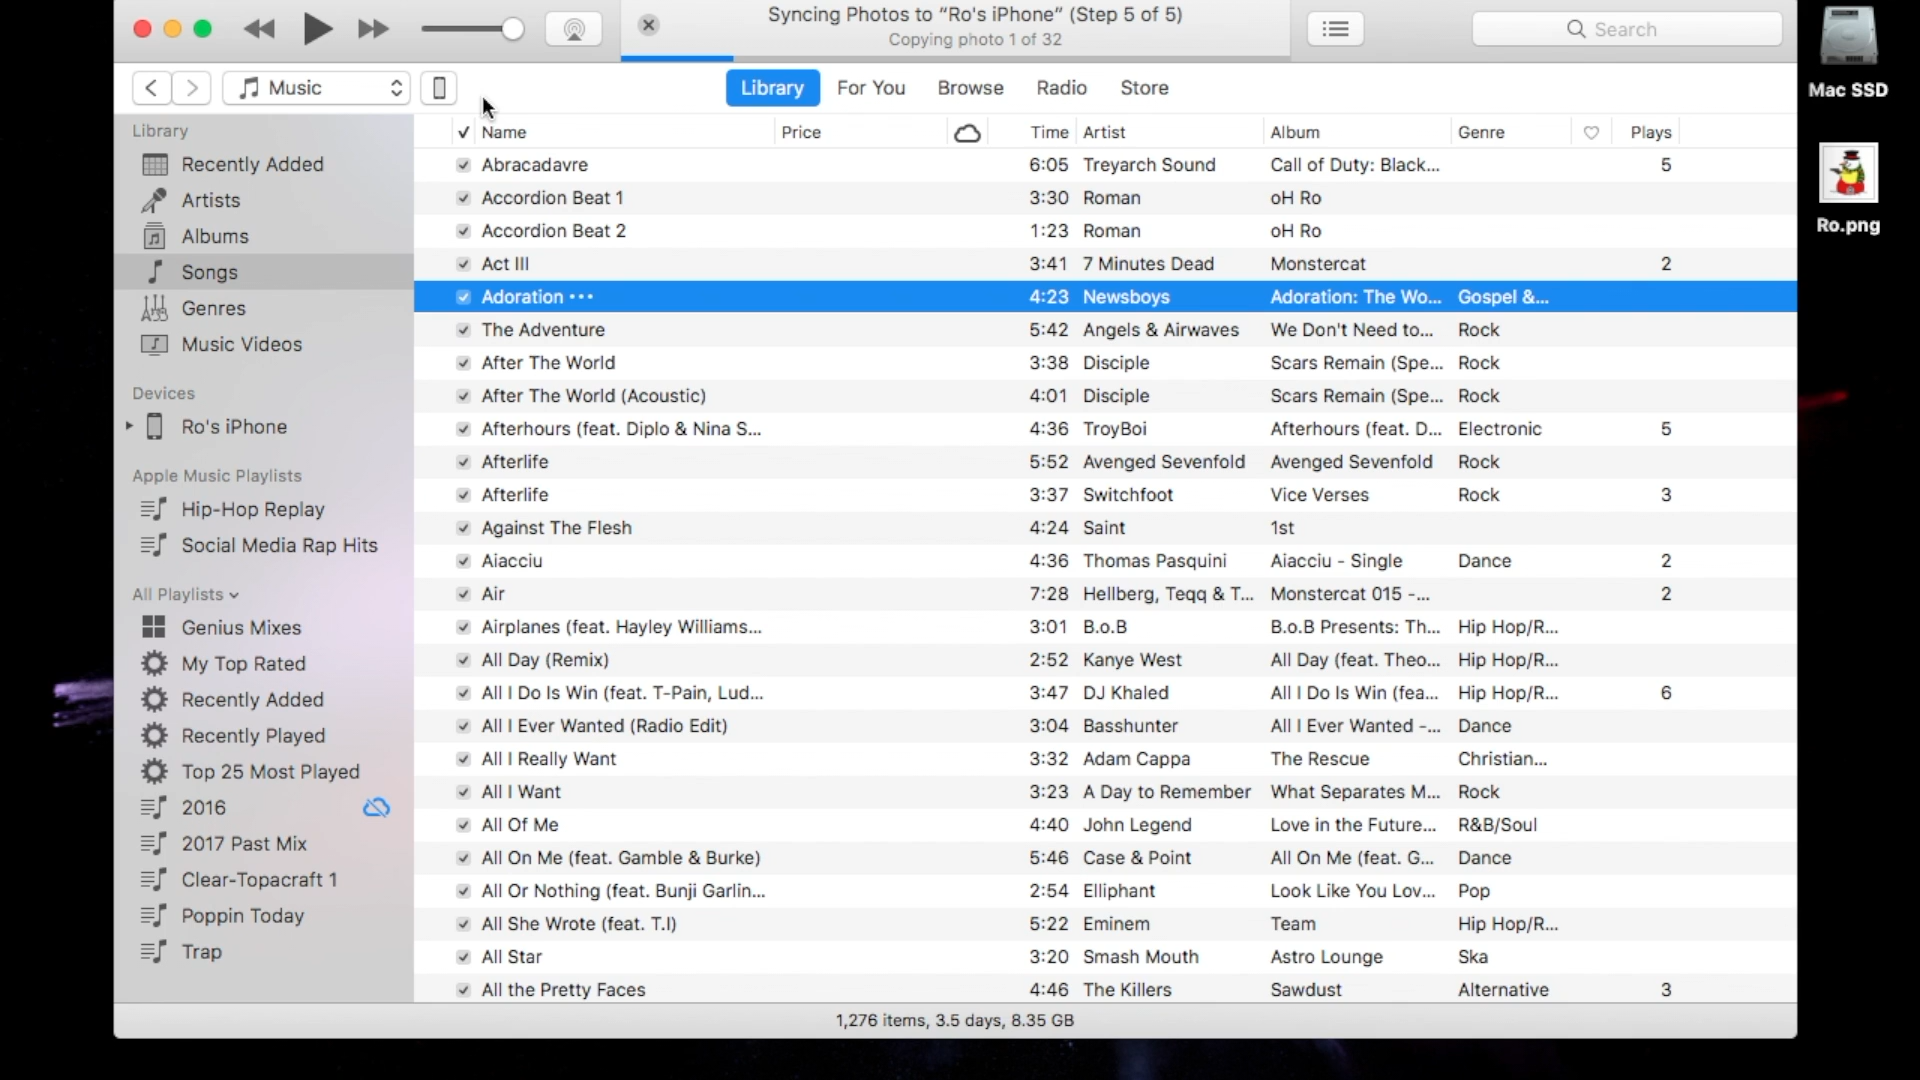 Syncing Photos to “Ro's iPhone” (Step 5 of 5)
Copying photo 1 of 32
Search
Mac SSD
Ro.png
Music
Library For You Browse Radio Store
Library
Recently Added
Artists
Albums
Songs
Genres
Music Videos
Devices
Ro's iPhone
Apple Music Playlists
Hip-Hop Replay
Social Media Rap Hits
All Playlists
Genius Mixes
My Top Rated
Recently Added
Recently Played
Top 25 Most Played
2016
2017 Past Mix
Clear-Topacraft 1
Poppin Today
Trap
Name Price Time Artist Album Genre Plays
Abracadavre 6:05 Treyarch Sound Call of Duty: Black... 5
Accordion Beat 1 3:30 Roman oH Ro
Accordion Beat 2 1:23 Roman oH Ro
Act III 3:41 7 Minutes Dead Monstercat 2
Adoration ••• 4:23 Newsboys Adoration: The Wo... Gospel &...
The Adventure 5:42 Angels & Airwaves We Don't Need to... Rock
After The World 3:38 Disciple Scars Remain (Spe... Rock
After The World (Acoustic) 4:01 Disciple Scars Remain (Spe... Rock
Afterhours (feat. Diplo & Nina S... 4:36 TroyBoi Afterhours (feat. D... Electronic 5
Afterlife 5:52 Avenged Sevenfold Avenged Sevenfold Rock
Afterlife 3:37 Switchfoot Vice Verses Rock 3
Against The Flesh 4:24 Saint 1st
Aiacciu 4:36 Thomas Pasquini Aiacciu - Single Dance 2
Air 7:28 Hellberg, Teqq & T... Monstercat 015 -... 2
Airplanes (feat. Hayley Williams... 3:01 B.o.B B.o.B Presents: Th... Hip Hop/R...
All Day (Remix) 2:52 Kanye West All Day (feat. Theo... Hip Hop/R...
All I Do Is Win (feat. T-Pain, Lud... 3:47 DJ Khaled All I Do Is Win (fea... Hip Hop/R... 6
All I Ever Wanted (Radio Edit) 3:04 Basshunter All I Ever Wanted -... Dance
All I Really Want 3:32 Adam Cappa The Rescue Christian...
All I Want 3:23 A Day to Remember What Separates M... Rock
All Of Me 4:40 John Legend Love in the Future... R&B/Soul
All On Me (feat. Gamble & Burke) 5:46 Case & Point All On Me (feat. G... Dance
All Or Nothing (feat. Bunji Garlin... 2:54 Elliphant Look Like You Lov... Pop
All She Wrote (feat. T.I) 5:22 Eminem Team Hip Hop/R...
All Star 3:20 Smash Mouth Astro Lounge Ska
All the Pretty Faces 4:46 The Killers Sawdust Alternative 3
1,276 items, 3.5 days, 8.35 GB